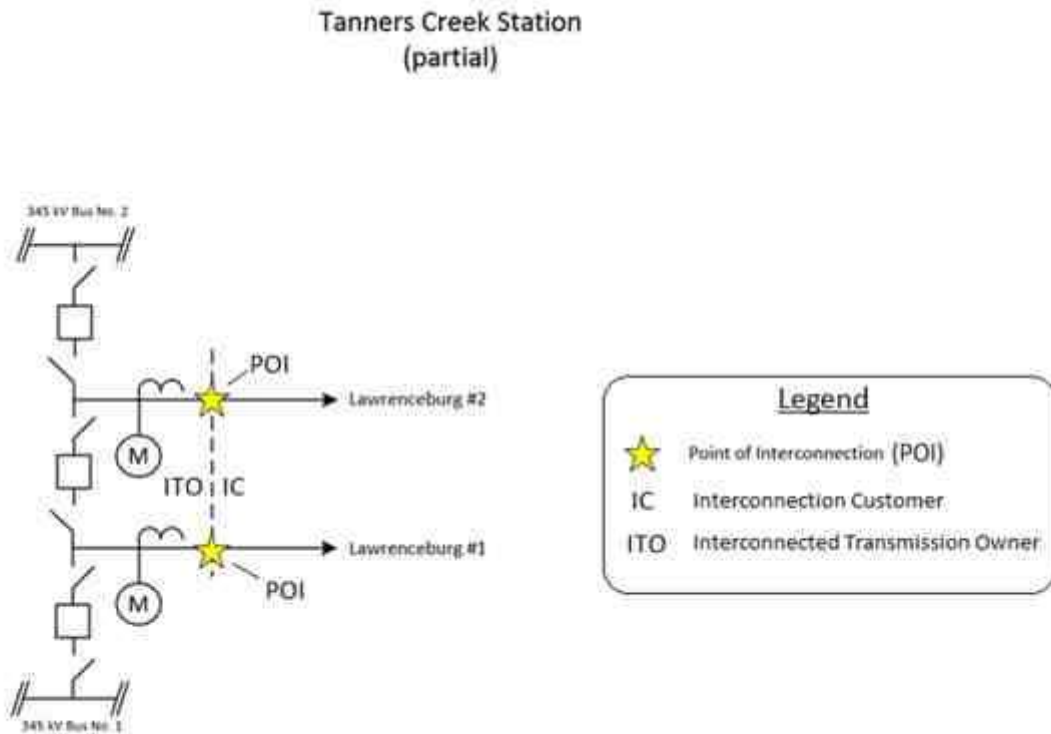 Tanners Creek Station
(partial)
345 kV Bus No. 2
POI
Lawrenceburg #2
M
ITO IC
Lawrenceburg #1
POI
M
345 kV Bus No. 1
Legend
Point of Interconnection (POI)
IC Interconnection Customer
ITO Interconnected Transmission Owner